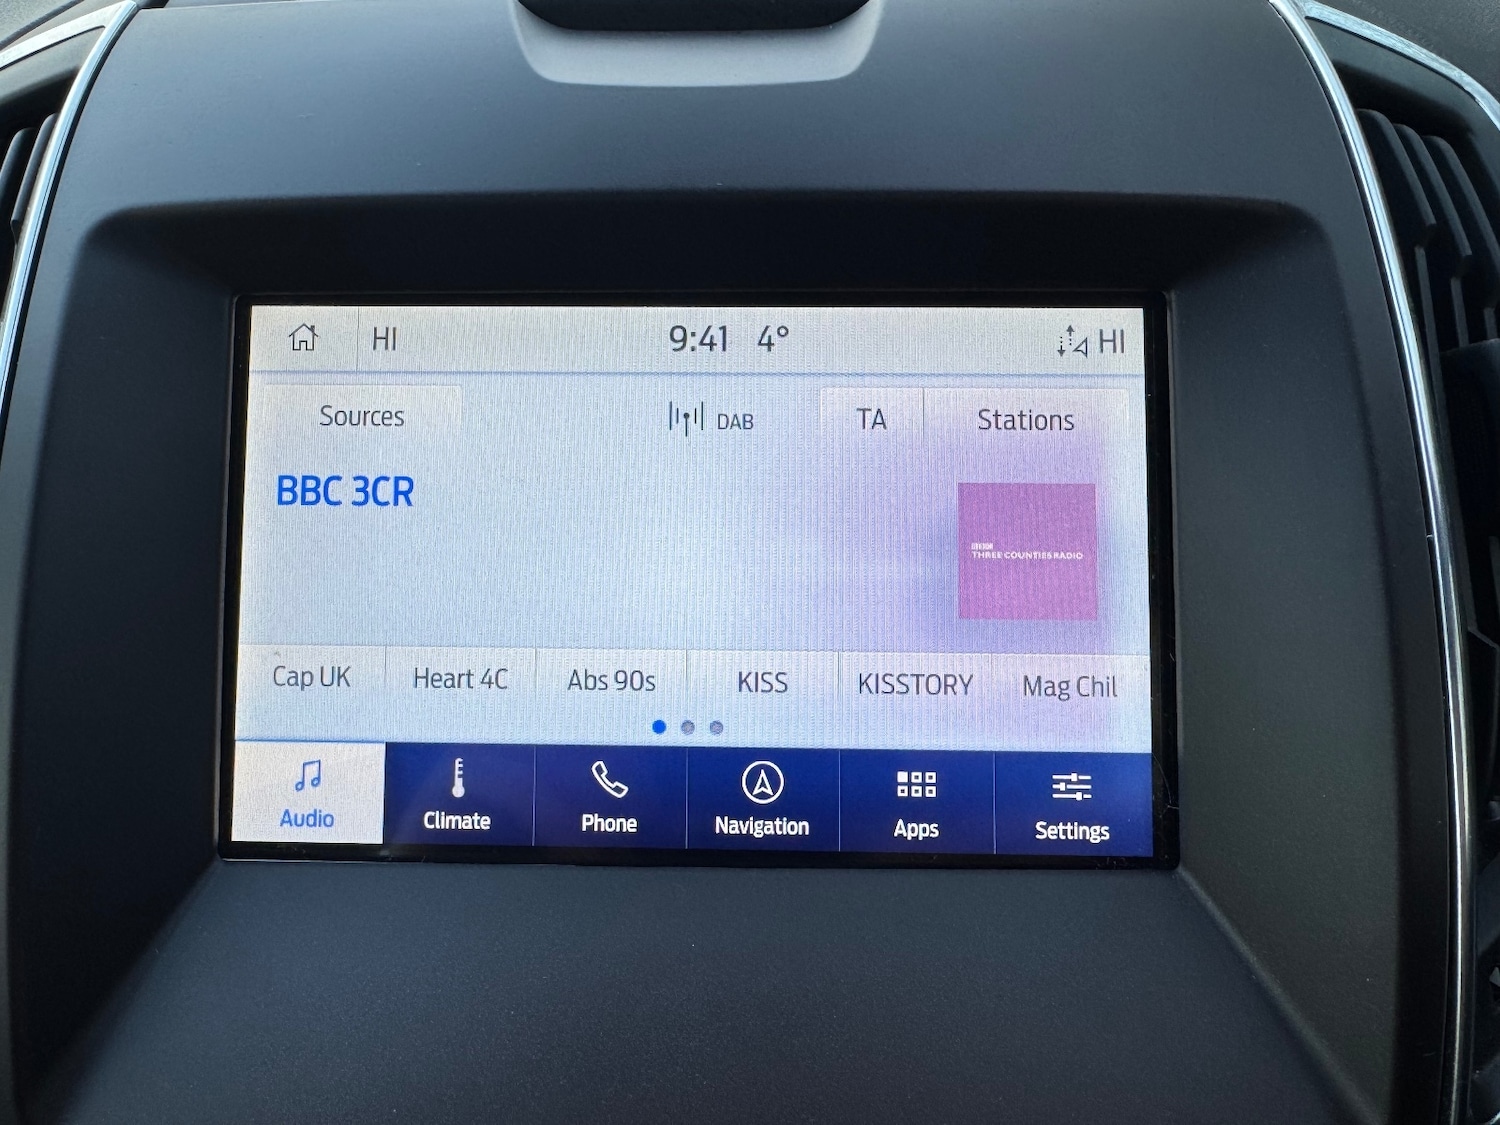 HI 9:41 4° HI
Sources DAB TA Stations
BBC 3CR
BBC
THREE COUNTIES RADIO
Cap UK Heart 4C Abs 90s KISS KISSTORY Mag Chil
Audio Climate Phone Navigation Apps Settings